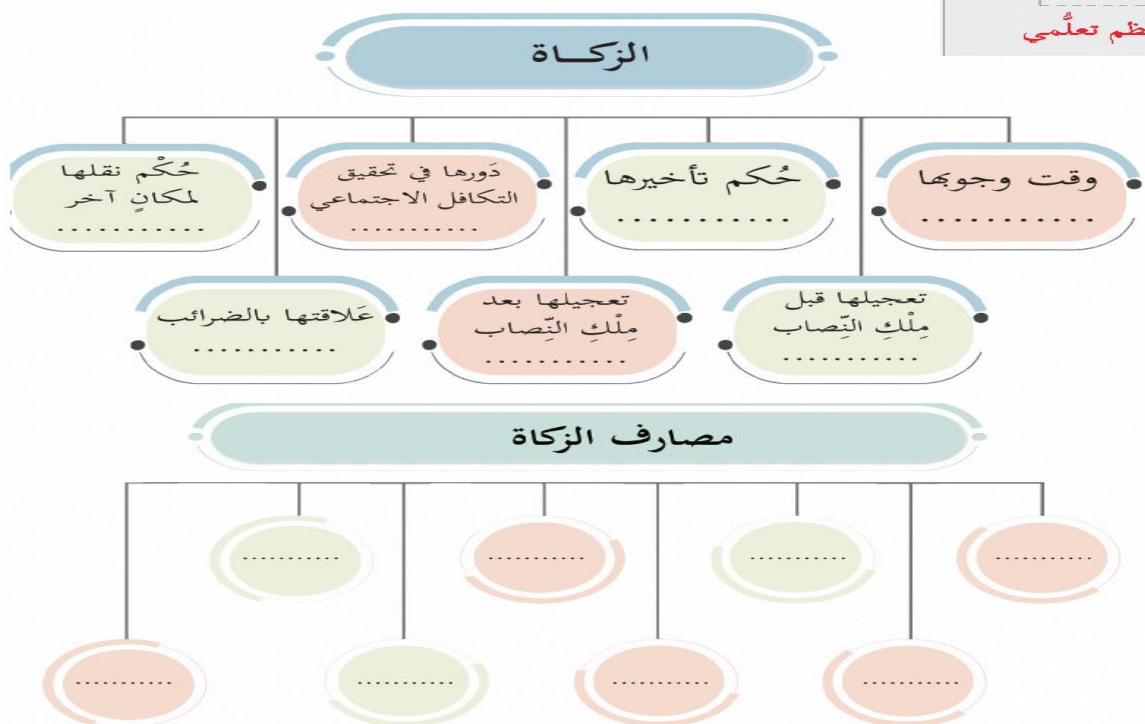 ظم تعلُّمي
الزكــاة
وقت وجوبها
...........
حُكم تأخيرها
...........
دَورها في تحقيق
التكافل الاجتماعي
...........
حُكْم نقلها
لمكانٍ آخر
...........
تعجيلها قبل
مِلْكِ النِّصاب
...........
تعجيلها بعد
مِلْكِ النِّصاب
...........
عَلاقتها بالضرائب
...........
مصارف الزكاة
..........
..........
..........
..........
..........
..........
..........
..........